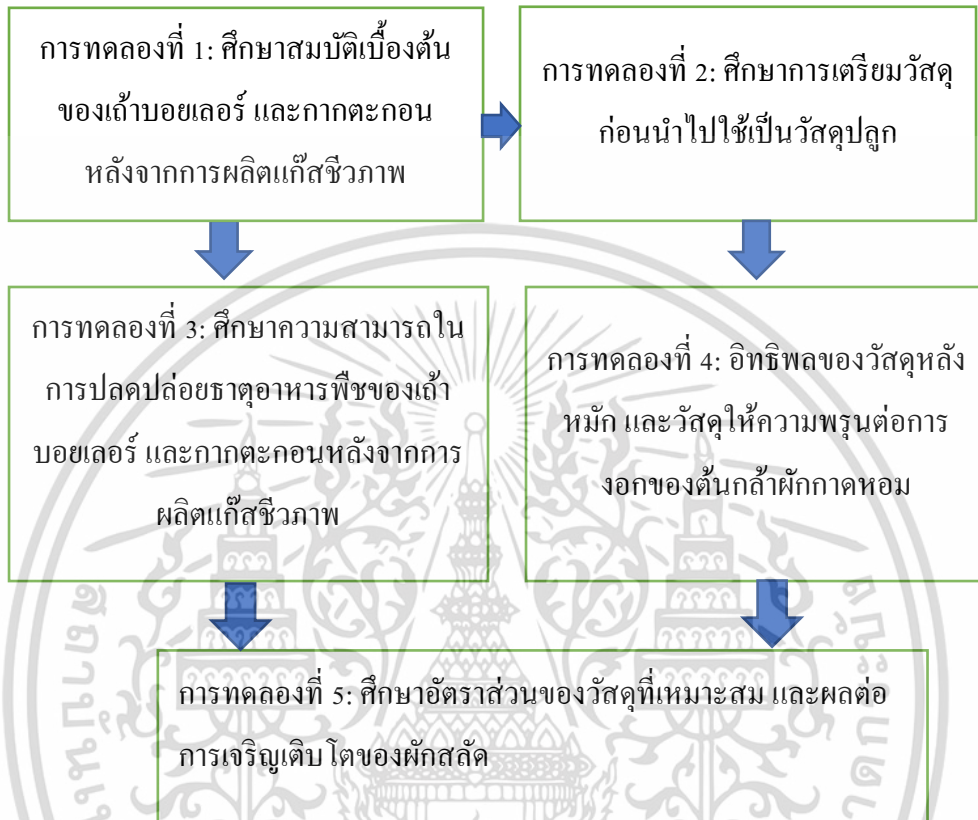 การทดลองที่ 1: ศึกษาสมบัติเบื้องต้น
ของเถ้าบอยเลอร์ และกากตะกอน
หลังจากการผลิตแก๊สชีวภาพ
การทดลองที่ 2: ศึกษาการเตรียมวัสดุ
ก่อนนำไปใช้เป็นวัสดุปลูก
การทดลองที่ 3: ศึกษาความสามารถใน
การปลดปล่อยธาตุอาหารพืชของเถ้า
บอยเลอร์ และกากตะกอนหลังจากการ
ผลิตแก๊สชีวภาพ
การทดลองที่ 4: อิทธิพลของวัสดุหลัง
หมัก และวัสดุให้ความพรุนต่อการ
งอกของต้นกล้าผักกาดหอม
การทดลองที่ 5: ศึกษาอัตราส่วนของวัสดุที่เหมาะสม และผลต่อ
การเจริญเติบโตของผักสลัด